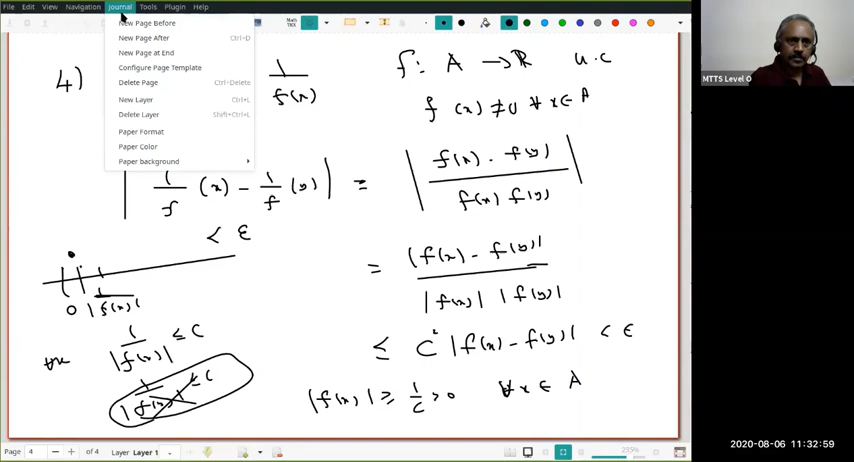 File Edit View Navigation Journal Tools Plugin Help
New Page Before
New Page After Ctrl+D
New Page at End
Configure Page Template
Delete Page Ctrl+Delete
New Layer Ctrl+L
Delete Layer Shift+Ctrl+L
Paper Format
Paper Color
Paper background
4) 1/f(x) f: A → ℝ u.c
f(x) ≠ 0 ∀ x ∈ A
| 1/f (x) - 1/f (y) | = | f(x) - f(y) / f(x) f(y) |
< ε
= |f(x) - f(y)| / |f(x)| |f(y)|
0 |f(x)|
1/|f(x)| ≤ C
≤ C² |f(x) - f(y)| < ε
1/|f(x)| ≤ C
|f(x)| ≥ 1/C > 0 ∀ x ∈ A
MTTS Level O
2020-08-06 11:32:59
Page 4 of 4 Layer Layer 1 235%